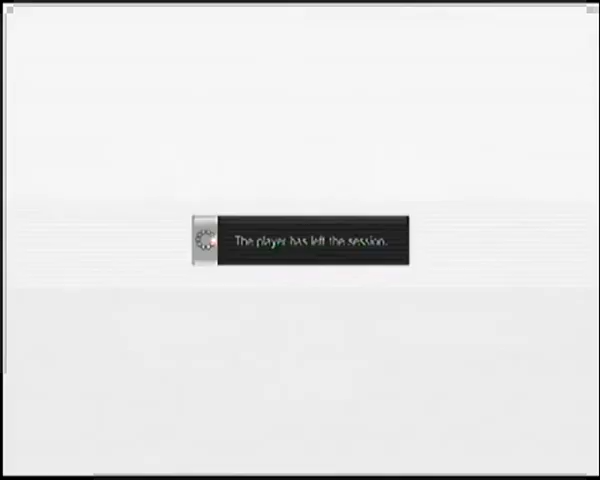 The player has left the session.